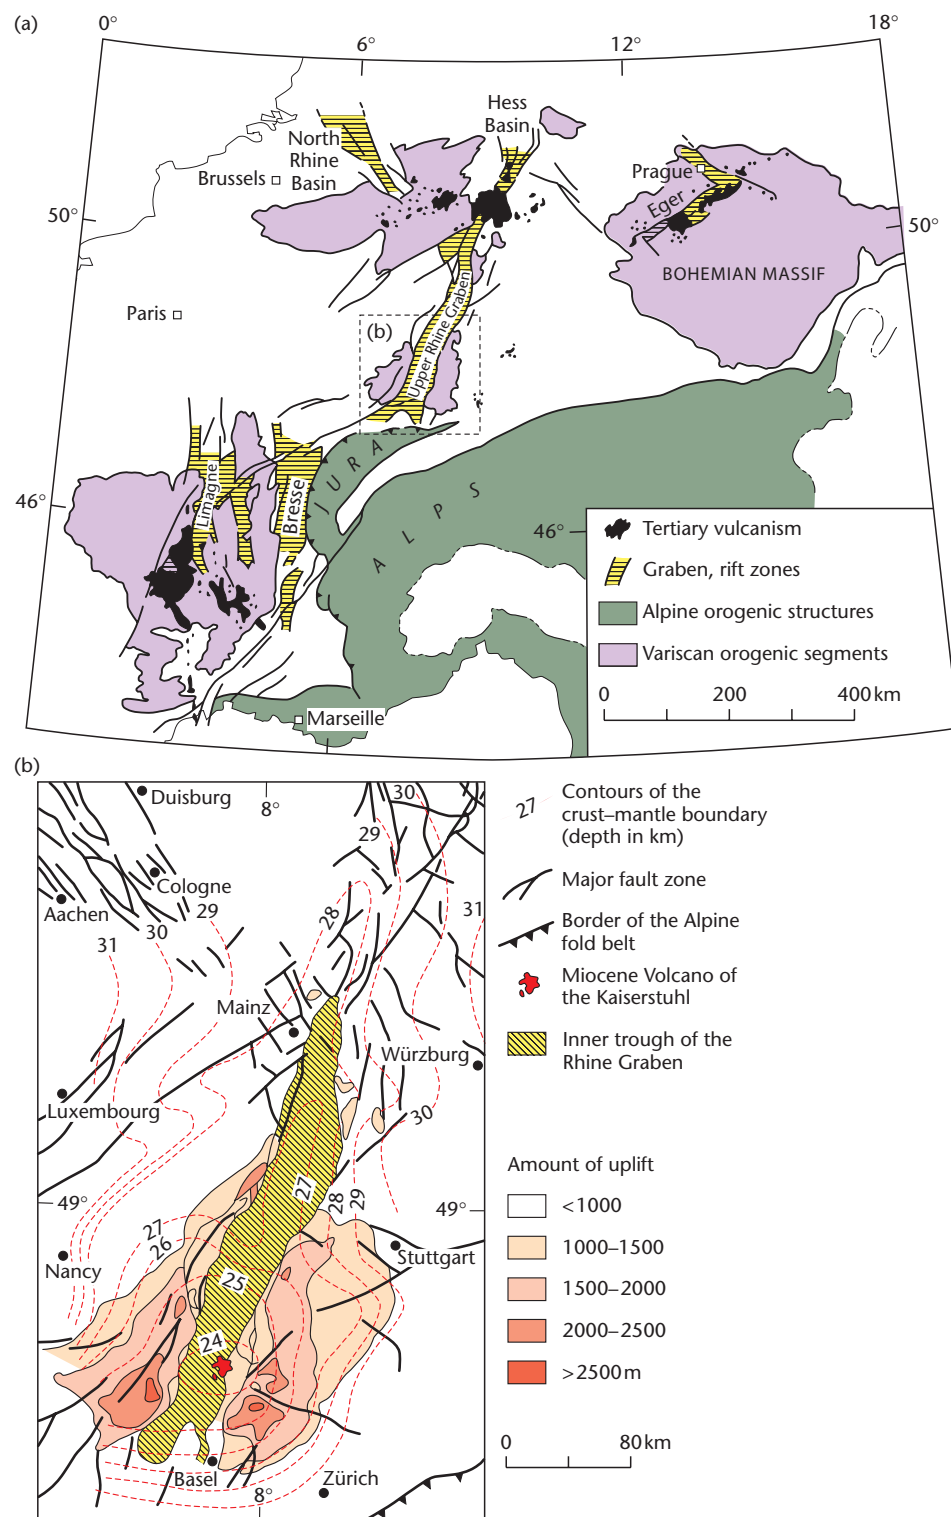 (a)
0°
6°
12°
18°
Hess
Basin
North
Rhine
Basin
Brussels
Prague
Eger
50°
50°
BOHEMIAN MASSIF
Paris
(b)
Upper Rhine Graben
JURA
ALPS
Limagne
Bresse
46°
46°
Marseille
Tertiary vulcanism
Graben, rift zones
Alpine orogenic structures
Variscan orogenic segments
0
200
400 km
(b)
Duisburg
8°
30
29
Cologne
Aachen
29
30
31
28
31
Mainz
Würzburg
Luxembourg
30
49°
27
28
29
49°
27
26
Nancy
Stuttgart
25
24
Basel
Zürich
8°
27
Contours of the
crust–mantle boundary
(depth in km)
Major fault zone
Border of the Alpine
fold belt
Miocene Volcano of
the Kaiserstuhl
Inner trough of the
Rhine Graben
Amount of uplift
<1000
1000–1500
1500–2000
2000–2500
>2500 m
0
80 km